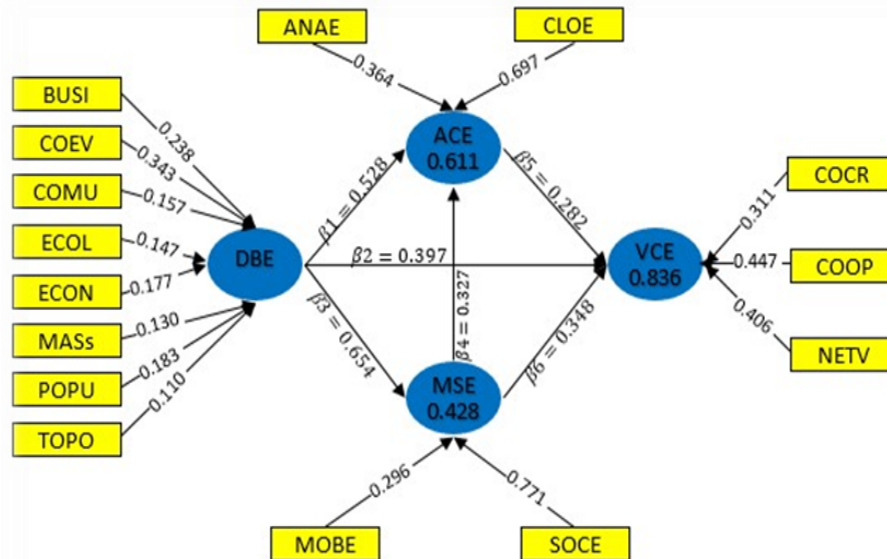 ANAE
CLOE
0.364
0.697
BUSI
COEV
COMU
ECOL
ECON
MASs
POPU
TOPO
0.238
0.343
0.157
0.147
0.177
0.130
0.183
0.110
DBE
ACE
0.611
β1 = 0.528
β2 = 0.397
β3 = 0.654
β4 = 0.327
β5 = 0.282
β6 = 0.348
VCE
0.836
MSE
0.428
0.311
0.447
0.406
COCR
COOP
NETV
0.296
0.771
MOBE
SOCE